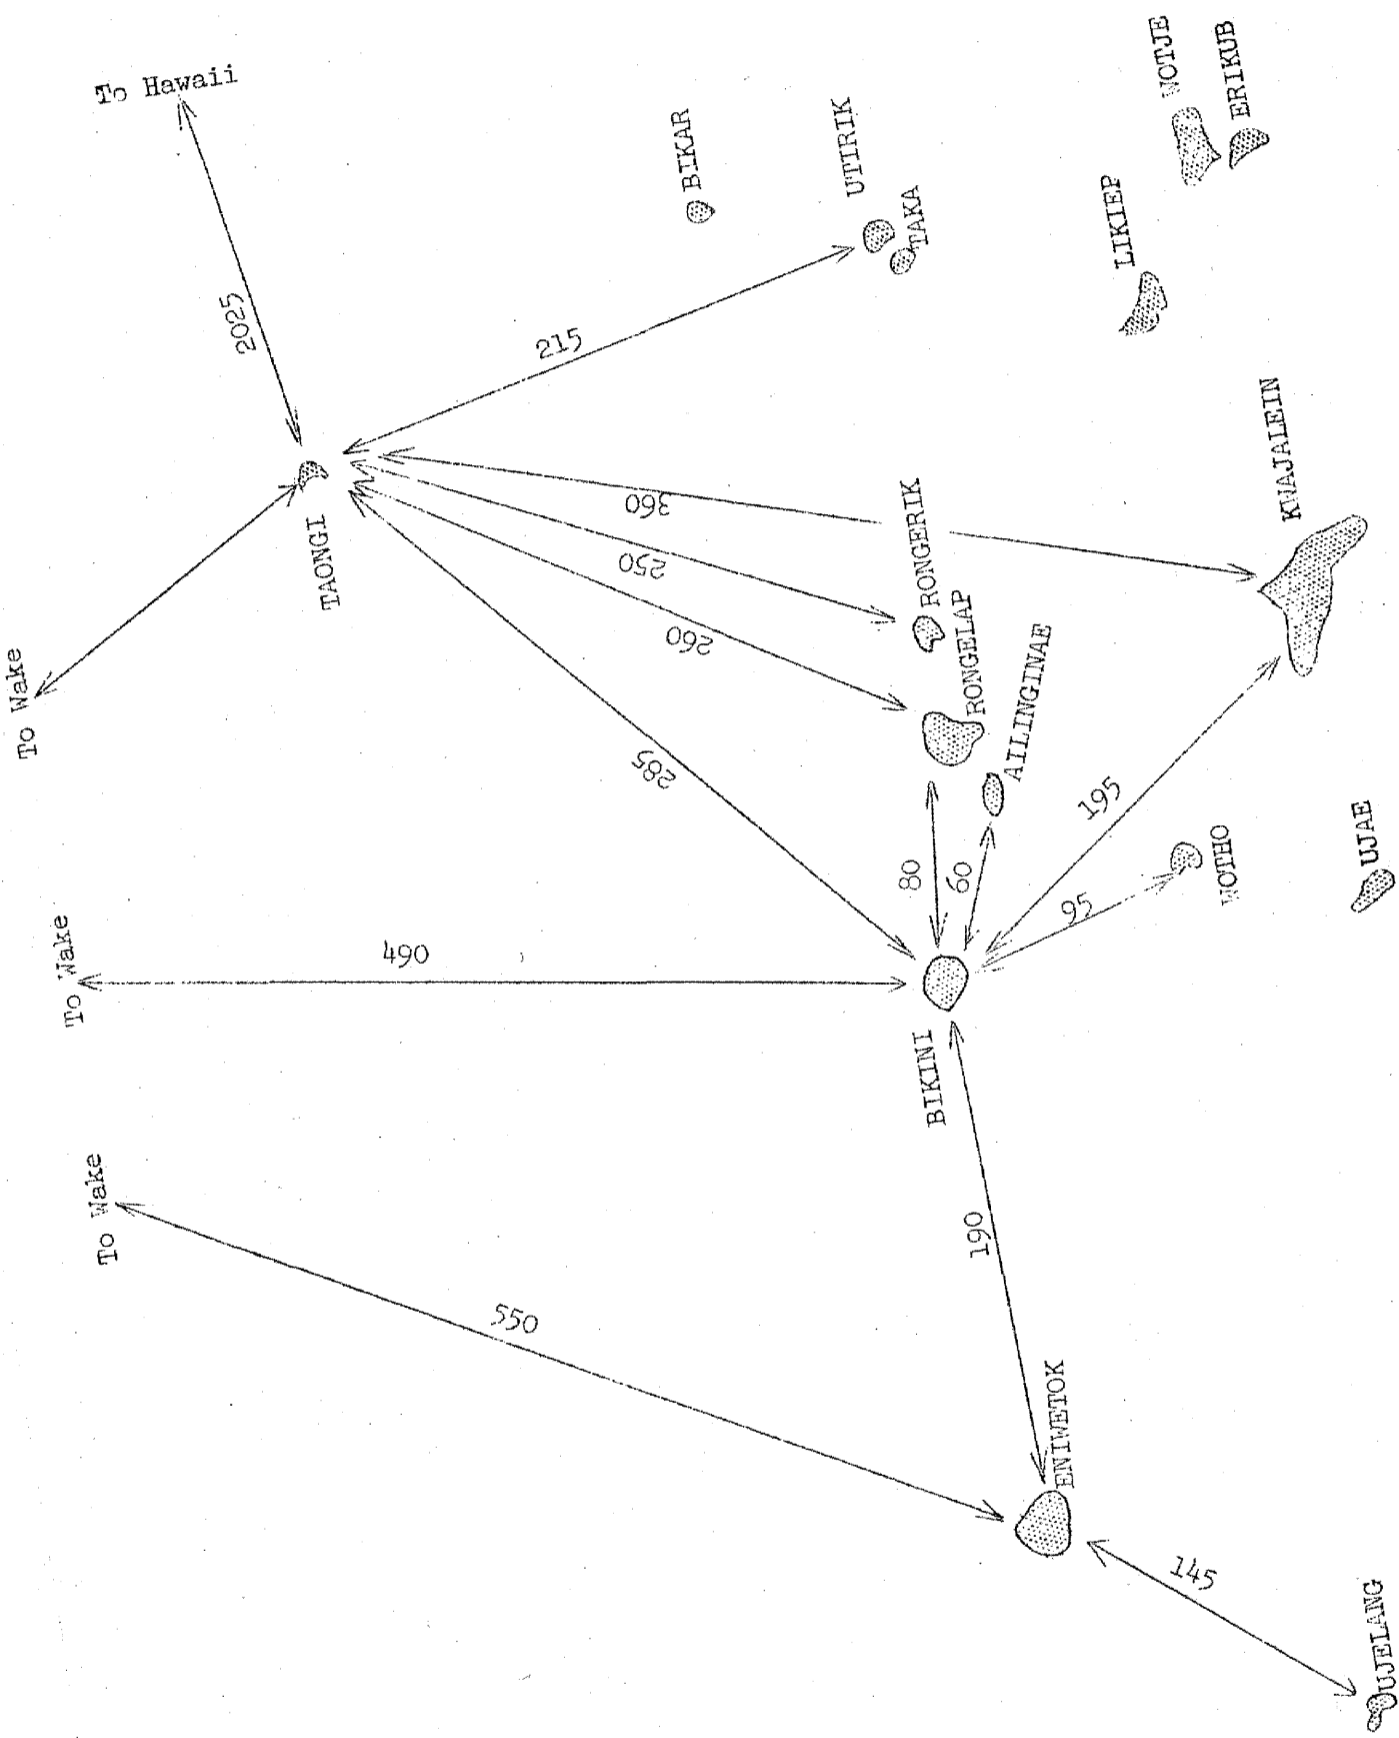 To Hawaii
2025
To Wake
TAONGI
BIKAR
UTIRIK
TAKA
WOTJE
ERIKUB
LIKIEP
215
360
250
260
285
RONGERIK
RONGELAP
AILINGINAE
KWAJALEIN
To Wake
490
80
60
195
95
WOTHO
UJAE
BIKINI
To Wake
550
190
ENIWETOK
145
UJELANG